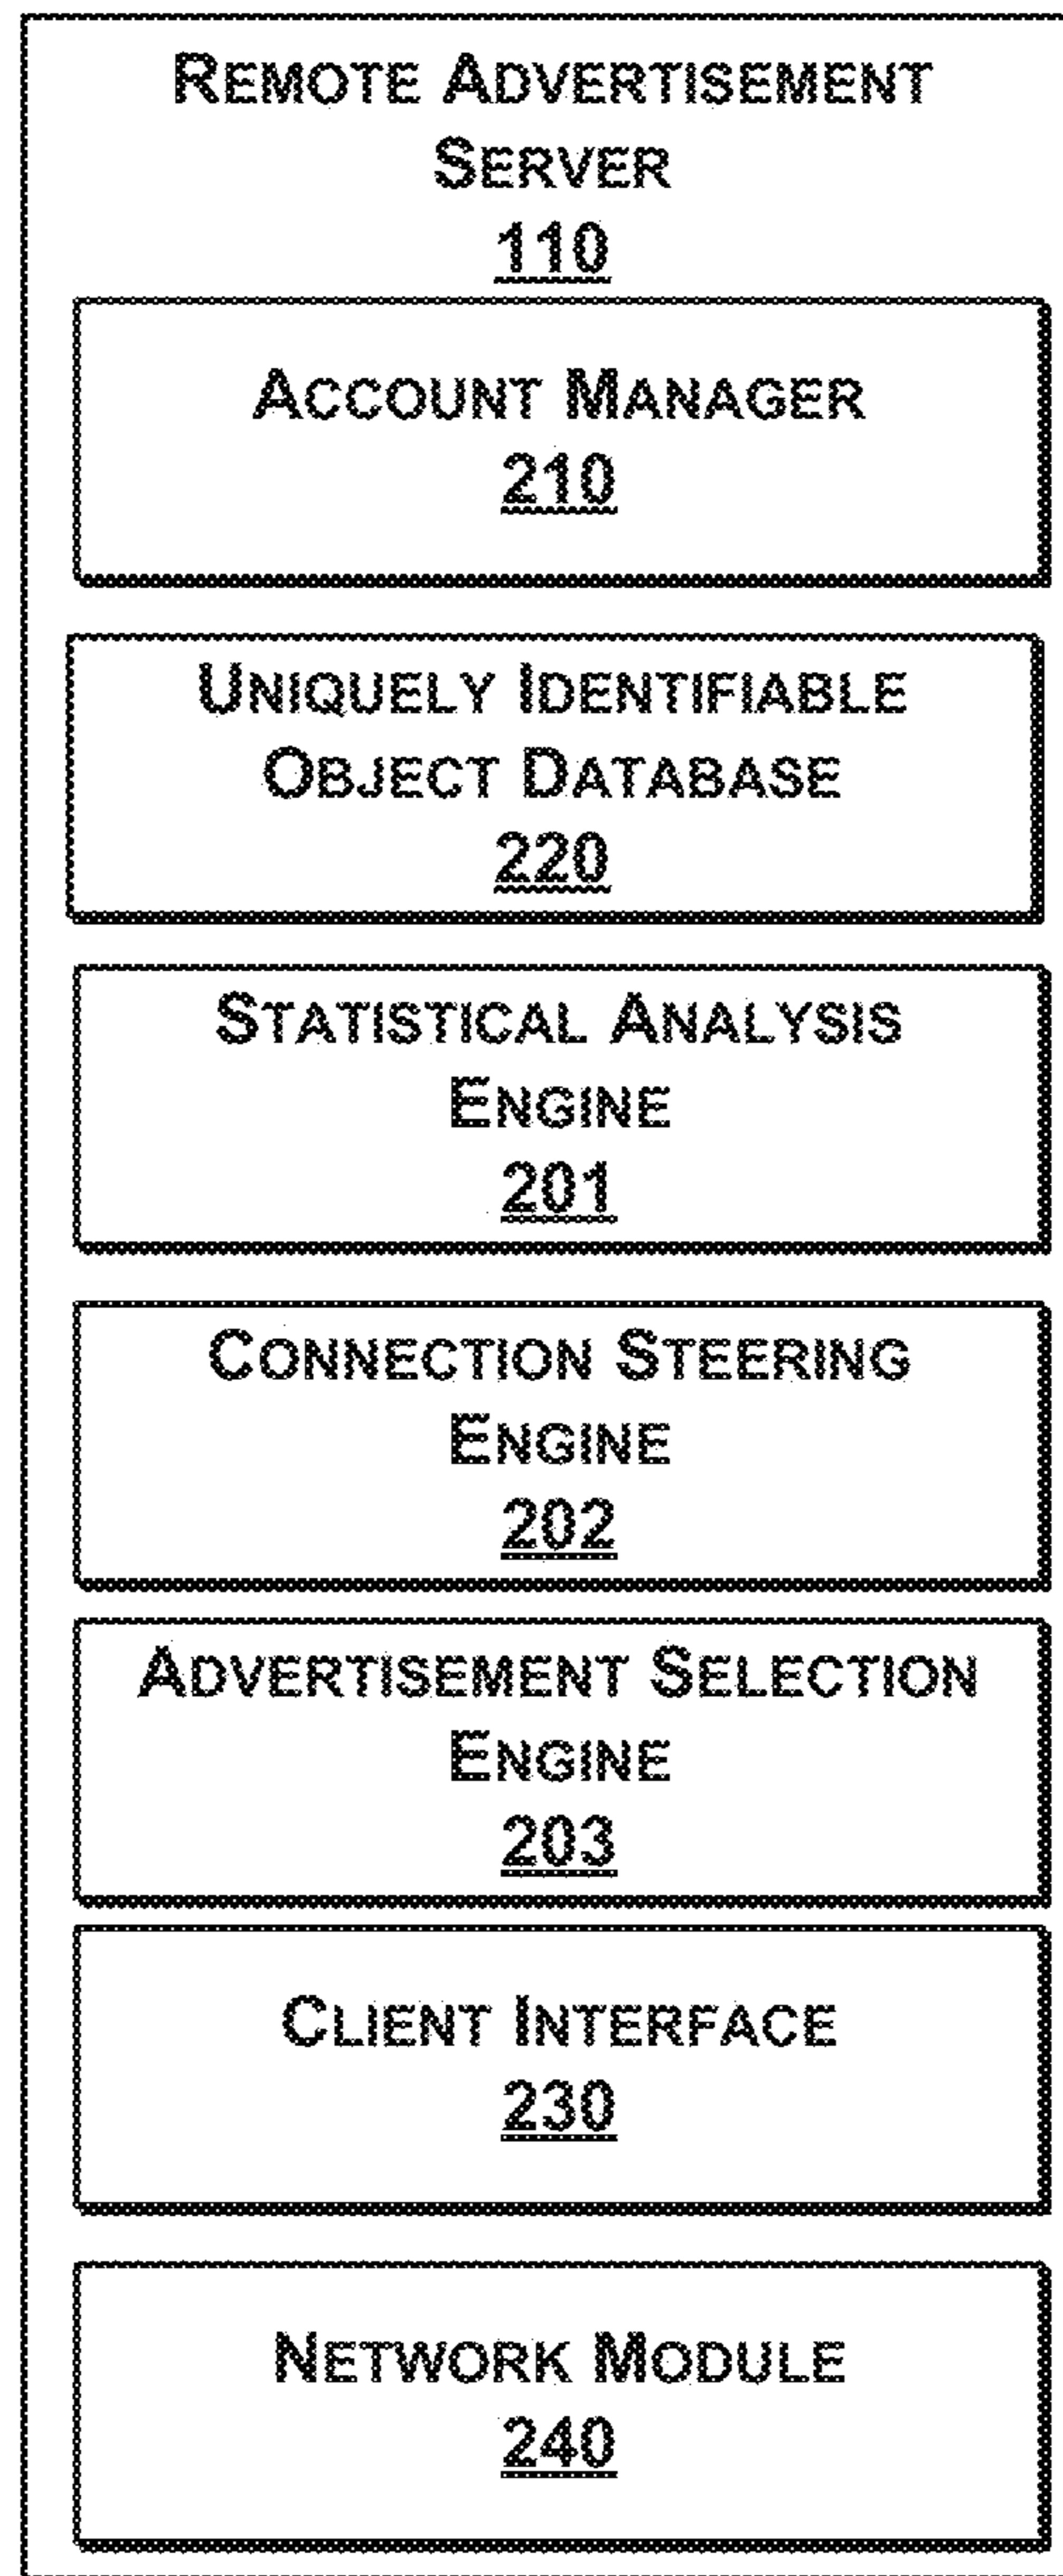 REMOTE ADVERTISEMENT
SERVER
110
ACCOUNT MANAGER
210
UNIQUELY IDENTIFIABLE
OBJECT DATABASE
220
STATISTICAL ANALYSIS
ENGINE
201
CONNECTION STEERING
ENGINE
202
ADVERTISEMENT SELECTION
ENGINE
203
CLIENT INTERFACE
230
NETWORK MODULE
240